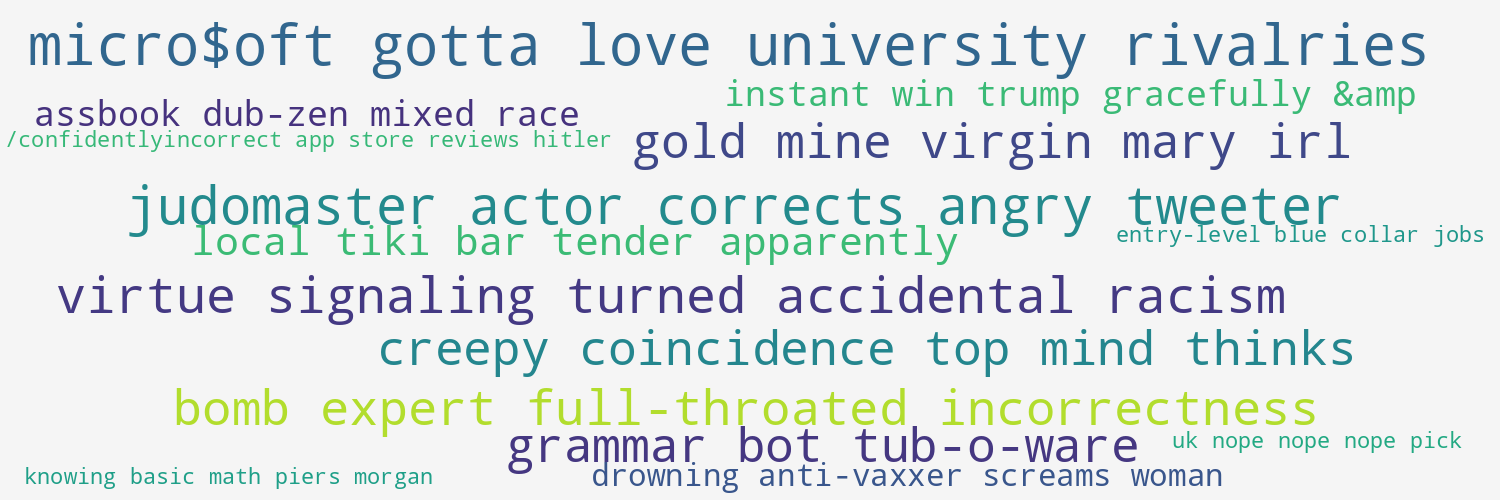 micro$oft gotta love university rivalries
instant win trump gracefully &amp
assbook dub-zen mixed race
/confidentlyincorrect app store reviews hitler
gold mine virgin mary irl
judomaster actor corrects angry tweeter
local tiki bar tender apparently
entry-level blue collar jobs
virtue signaling turned accidental racism
creepy coincidence top mind thinks
bomb expert full-throated incorrectness
grammar bot tub-o-ware
uk nope nope nope pick
knowing basic math piers morgan
drowning anti-vaxxer screams woman